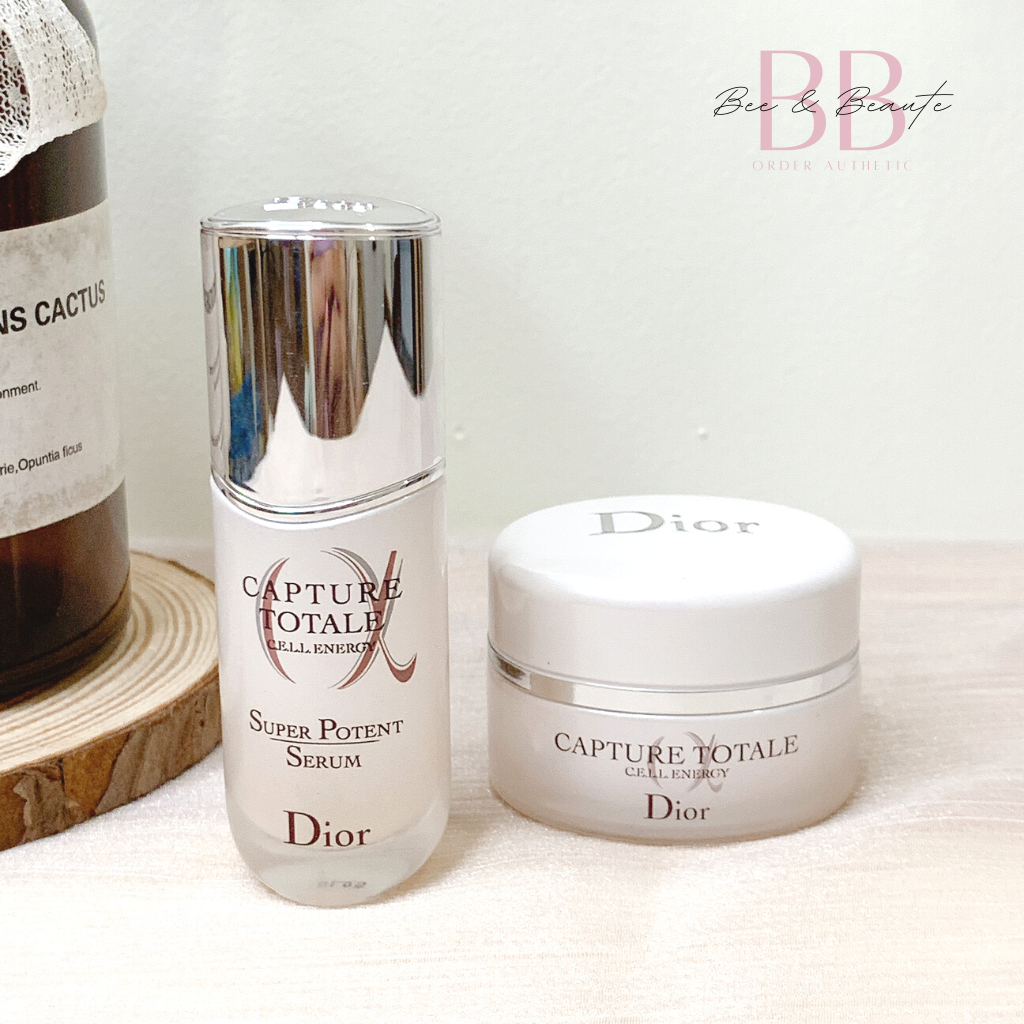 BB
Bee & Beaute
ORDER AUTHETIC
NS CACTUS
onment.
rie,Opuntia ficus
Dior
CAPTURE
TOTALE
C.E.L.L. ENERGY
SUPER POTENT
SERUM
Dior
Dior
CAPTURE TOTALE
C.E.L.L. ENERGY
Dior